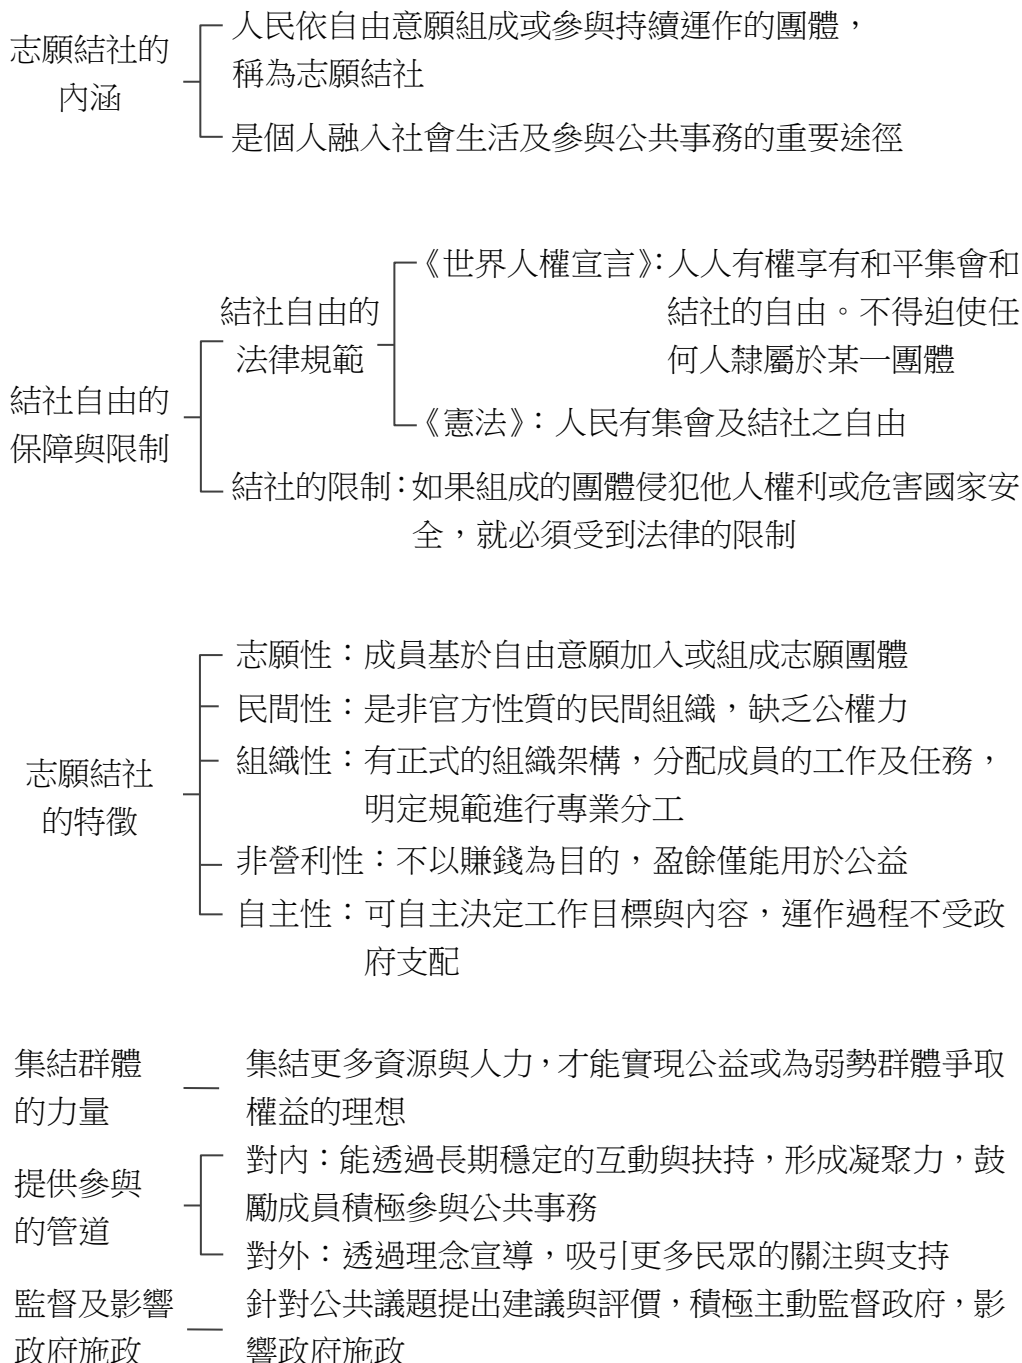 志願結社的
內涵
人民依自由意願組成或參與持續運作的團體，
稱為志願結社
是個人融入社會生活及參與公共事務的重要途徑
結社自由的
保障與限制
結社自由的
法律規範
《世界人權宣言》：人人有權享有和平集會和
結社的自由。不得迫使任
何人隸屬於某一團體
《憲法》：人民有集會及結社之自由
結社的限制：如果組成的團體侵犯他人權利或危害國家安
全，就必須受到法律的限制
志願結社
的特徵
志願性：成員基於自由意願加入或組成志願團體
民間性：是非官方性質的民間組織，缺乏公權力
組織性：有正式的組織架構，分配成員的工作及任務，
明定規範進行專業分工
非營利性：不以賺錢為目的，盈餘僅能用於公益
自主性：可自主決定工作目標與內容，運作過程不受政
府支配
集結群體
的力量
集結更多資源與人力，才能實現公益或為弱勢群體爭取
權益的理想
提供參與
的管道
對內：能透過長期穩定的互動與扶持，形成凝聚力，鼓
勵成員積極參與公共事務
對外：透過理念宣導，吸引更多民眾的關注與支持
監督及影響
政府施政
針對公共議題提出建議與評價，積極主動監督政府，影
響政府施政